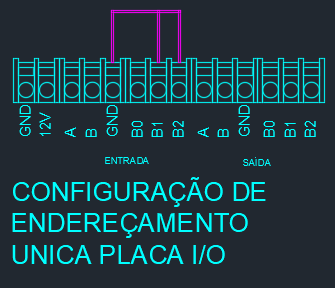 GND 12V A B GND B0 B1 B2 A B GND B0 B1 B2
ENTRADA SAÍDA
CONFIGURAÇÃO DE
ENDEREÇAMENTO
UNICA PLACA I/O